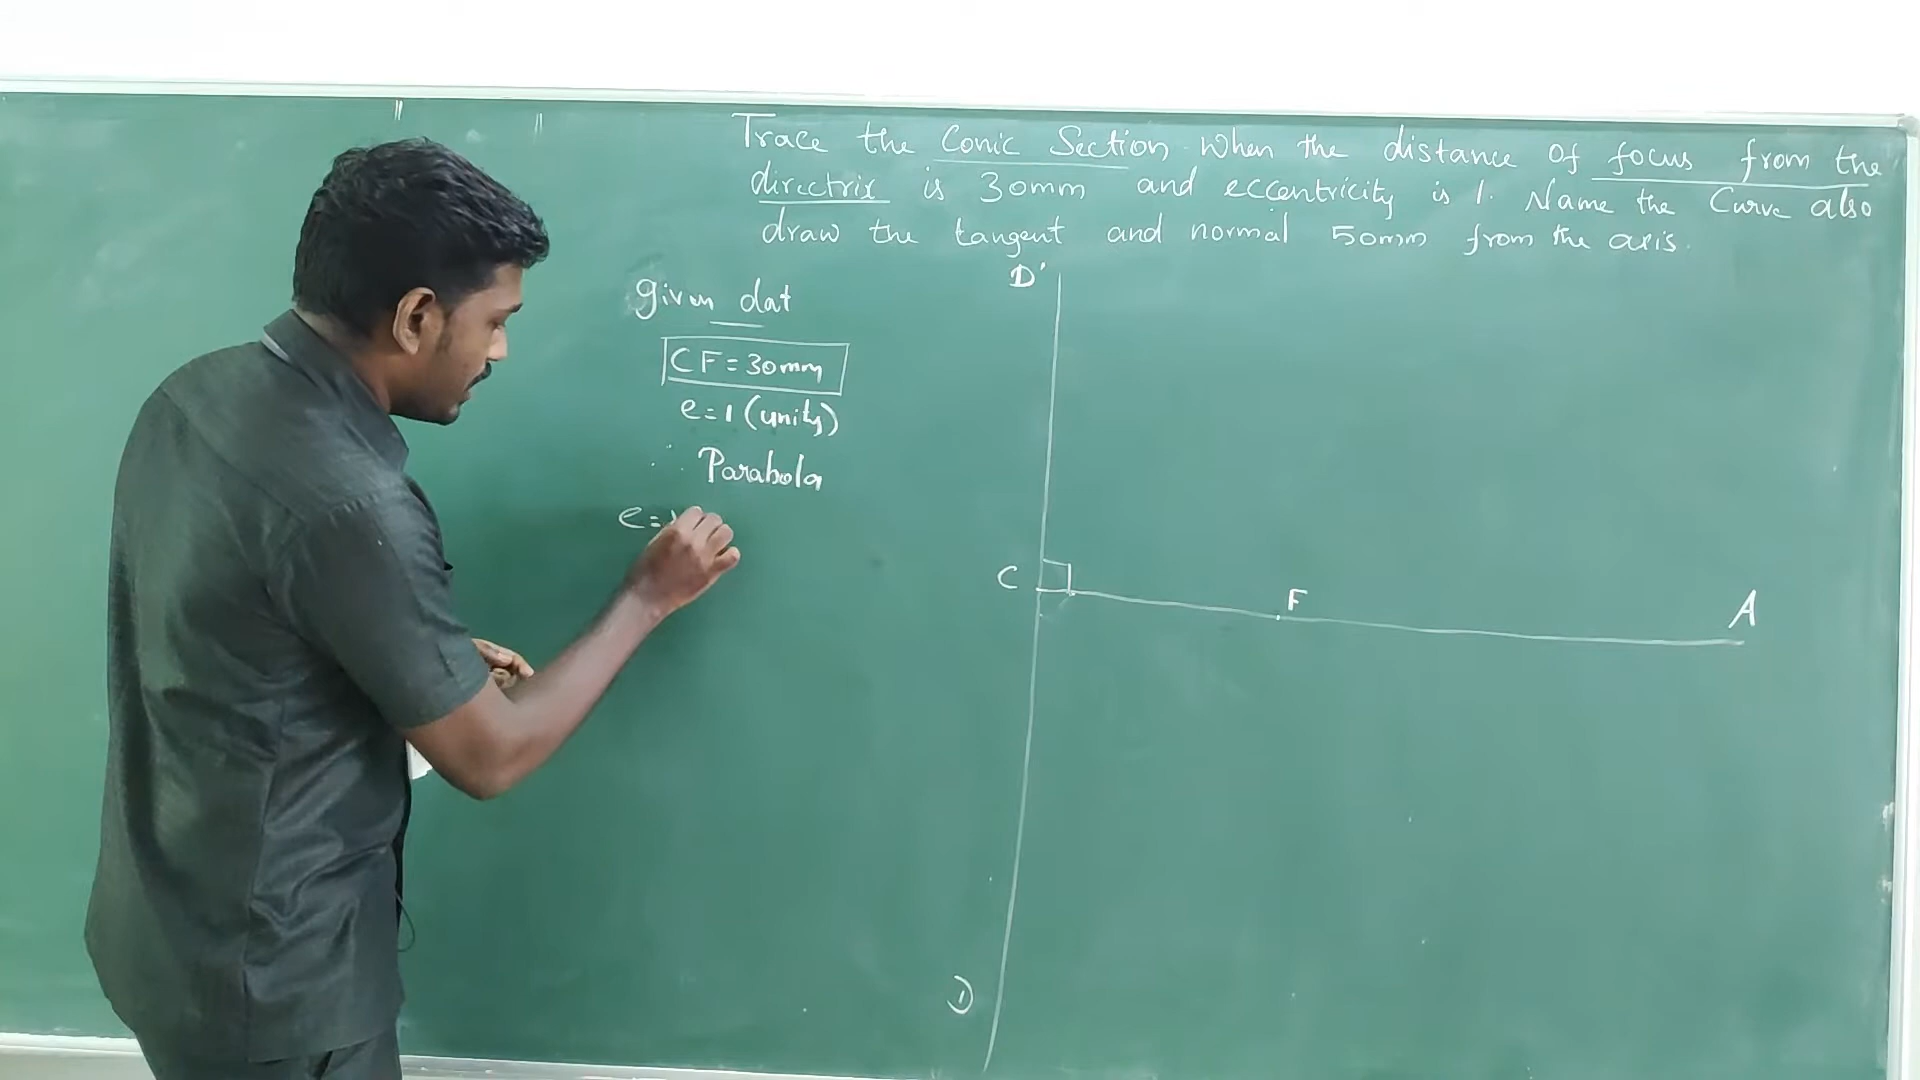 Trace the Conic Section when the distance of focus from the
directrix is 30mm and eccentricity is 1. Name the Curve also
draw the tangent and normal 50mm from the axis.
given dat
CF = 30mm
e = 1 (unity)
∴ Parabola
e =
D'
C
F
A
D